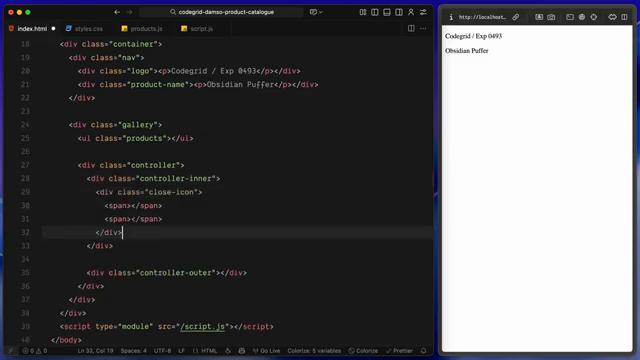 codegrid-damso-product-catalogue
index.html
styles.css
products.js
script.js
18 <div class="container">
19 <div class="nav">
20 <div class="logo"><p>Codegrid / Exp 0493</p></div>
21 <div class="product-name"><p>Obsidian Puffer</p></div>
22 </div>
23
24 <div class="gallery">
25 <ul class="products"></ul>
26
27 <div class="controller">
28 <div class="controller-inner">
29 <div class="close-icon">
30 <span></span>
31 <span></span>
32 </div>
33 </div>
34
35 <div class="controller-outer"></div>
36 </div>
37 </div>
38 </div>
39 <script type="module" src="/script.js"></script>
40 </body>
Ln 33, Col 19
Spaces: 4
UTF-8
LF
HTML
Go Live
Colorize: 5 variables
Colorize
Prettier
http://localhost...
Codegrid / Exp 0493
Obsidian Puffer